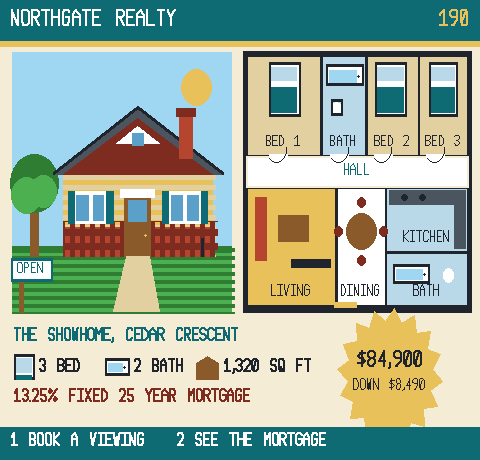 NORTHGATE REALTY 190
BED 1 BATH BED 2 BED 3
HALL
KITCHEN
OPEN
LIVING DINING BATH
THE SHOWHOME, CEDAR CRESCENT
3 BED 2 BATH 1,320 SQ FT
13.25% FIXED 25 YEAR MORTGAGE
$84,900
DOWN $8,490
1 BOOK A VIEWING 2 SEE THE MORTGAGE